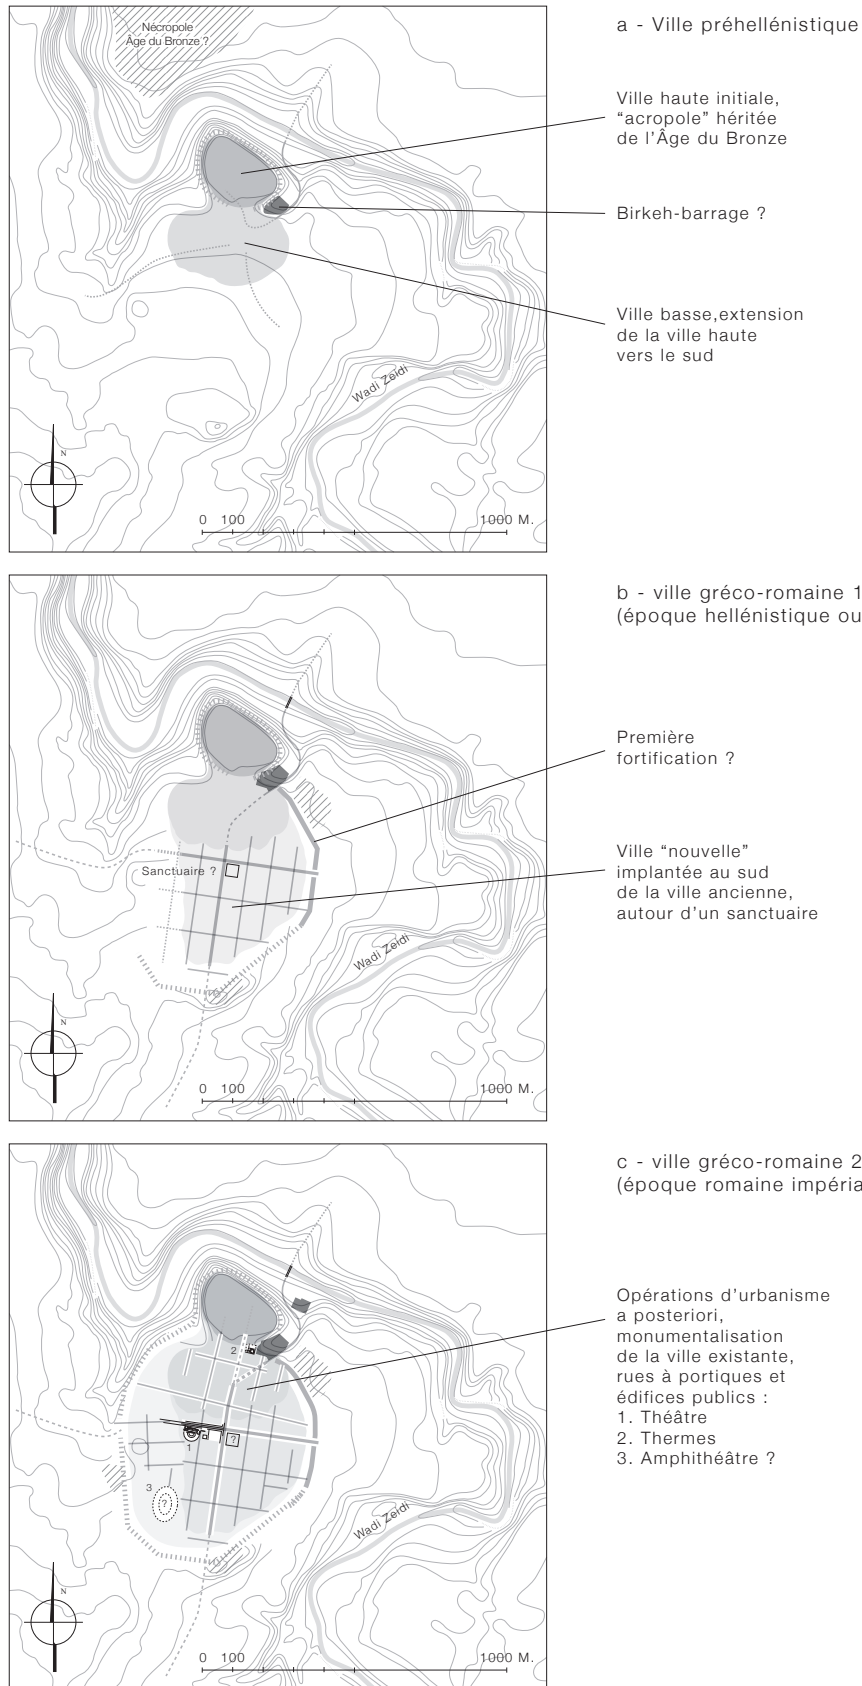 a - Ville préhellénistique
Nécropole
Âge du Bronze ?
Ville haute initiale,
“acropole” héritée
de l’Âge du Bronze
Birkeh-barrage ?
Ville basse,extension
de la ville haute
vers le sud
Wadi Zeidi
N
0 100 1000 M.
b - ville gréco-romaine 1
(époque hellénistique ou
Première
fortification ?
Sanctuaire ?
Ville “nouvelle”
implantée au sud
de la ville ancienne,
autour d’un sanctuaire
Wadi Zeidi
N
0 100 1000 M.
c - ville gréco-romaine 2
(époque romaine impéria
Opérations d’urbanisme
a posteriori,
monumentalisation
de la ville existante,
rues à portiques et
édifices publics :
1. Théâtre
2. Thermes
3. Amphithéâtre ?
2
1
?
3
?
Wadi Zeidi
N
0 100 1000 M.